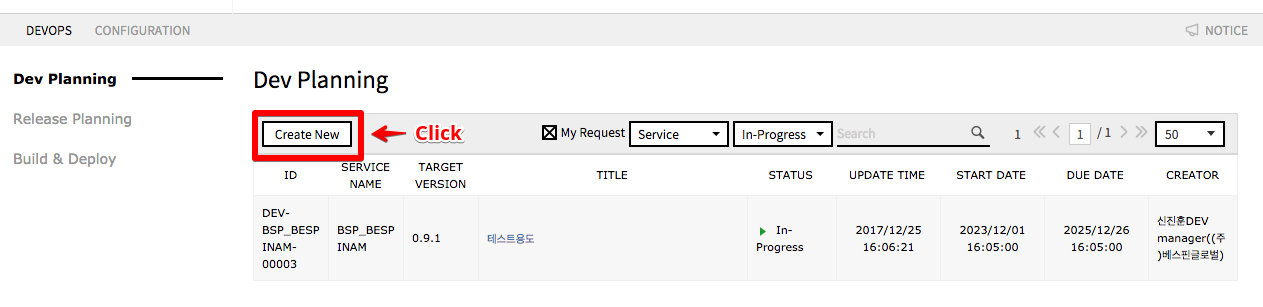 DEVOPS CONFIGURATION NOTICE
Dev Planning
Release Planning
Build & Deploy
Dev Planning
Create New Click My Request Service In-Progress Search 1 1 / 1 50
ID SERVICE NAME TARGET VERSION TITLE STATUS UPDATE TIME START DATE DUE DATE CREATOR
DEV-
BSP_BESP
INAM-
00003
BSP_BESP
INAM
0.9.1
테스트용도
In-
Progress
2017/12/25
16:06:21
2023/12/01
16:05:00
2025/12/26
16:05:00
신진훈DEV
manager((주
)베스핀글로벌)